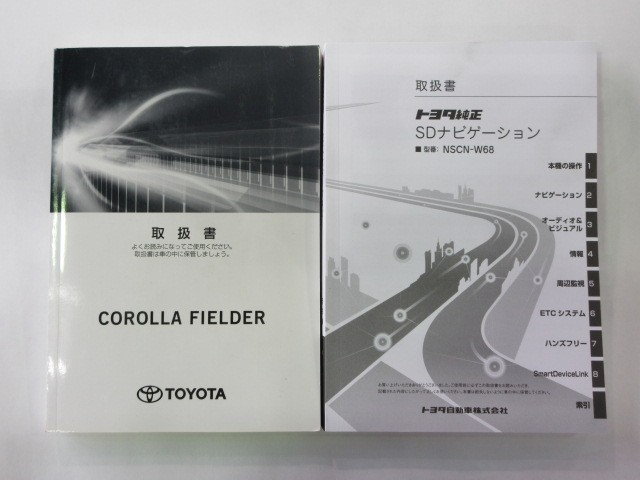 取扱書
よくお読みになってご使用ください。
取扱書は車の中に保管しましょう。
COROLLA FIELDER
TOYOTA
取扱書
トヨタ純正
SDナビゲーション
■ 型番: NSCN-W68
本機の操作 1
ナビゲーション 2
オーディオ&
ビジュアル 3
情報 4
周辺監視 5
ETCシステム 6
ハンズフリー 7
SmartDeviceLink 8
索引
トヨタ自動車株式会社